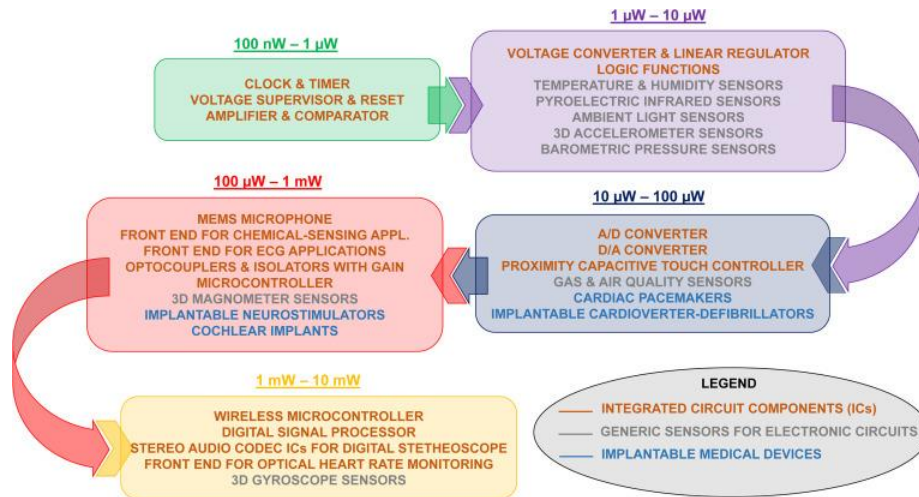 100 nW – 1 µW
CLOCK & TIMER
VOLTAGE SUPERVISOR & RESET
AMPLIFIER & COMPARATOR
1 µW – 10 µW
VOLTAGE CONVERTER & LINEAR REGULATOR
LOGIC FUNCTIONS
TEMPERATURE & HUMIDITY SENSORS
PYROELECTRIC INFRARED SENSORS
AMBIENT LIGHT SENSORS
3D ACCELEROMETER SENSORS
BAROMETRIC PRESSURE SENSORS
10 µW – 100 µW
A/D CONVERTER
D/A CONVERTER
PROXIMITY CAPACITIVE TOUCH CONTROLLER
GAS & AIR QUALITY SENSORS
CARDIAC PACEMAKERS
IMPLANTABLE CARDIOVERTER-DEFIBRILLATORS
100 µW – 1 mW
MEMS MICROPHONE
FRONT END FOR CHEMICAL-SENSING APPL.
FRONT END FOR ECG APPLICATIONS
OPTOCOUPLERS & ISOLATORS WITH GAIN
MICROCONTROLLER
3D MAGNOMETER SENSORS
IMPLANTABLE NEUROSTIMULATORS
COCHLEAR IMPLANTS
1 mW – 10 mW
WIRELESS MICROCONTROLLER
DIGITAL SIGNAL PROCESSOR
STEREO AUDIO CODEC ICs FOR DIGITAL STETHEOSCOPE
FRONT END FOR OPTICAL HEART RATE MONITORING
3D GYROSCOPE SENSORS
LEGEND
INTEGRATED CIRCUIT COMPONENTS (ICs)
GENERIC SENSORS FOR ELECTRONIC CIRCUITS
IMPLANTABLE MEDICAL DEVICES